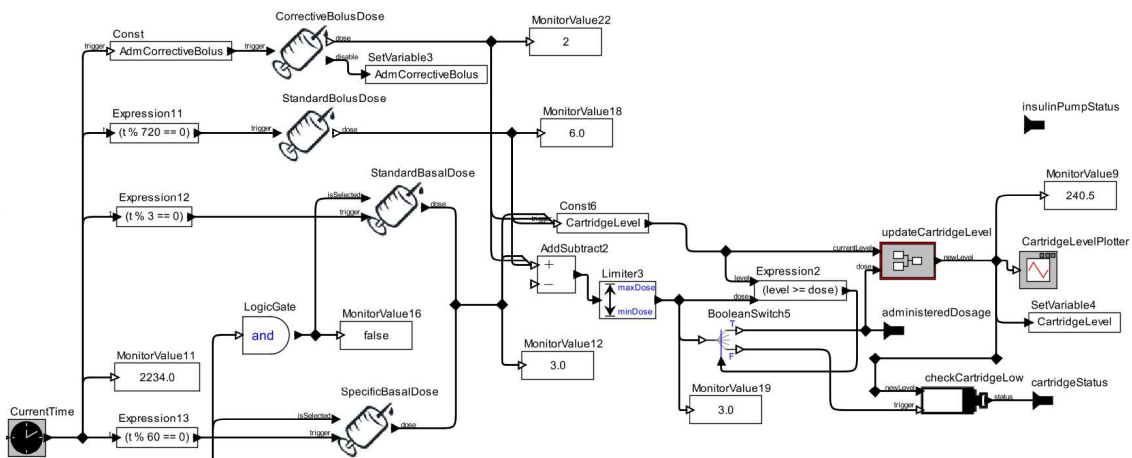 CorrectiveBolusDose
MonitorValue22
Const
dose
2
trigger
AdmCorrectiveBolus
trigger
disable
SetVariable3
AdmCorrectiveBolus
StandardBolusDose
insulinPumpStatus
Expression11
MonitorValue18
t
(t % 720 == 0)
trigger
dose
6.0
StandardBasalDose
MonitorValue9
Expression12
isSelected
Const6
240.5
t
(t % 3 == 0)
trigger
dose
trigger
CartridgeLevel
updateCartridgeLevel
currentLevel
CartridgeLevelPlotter
AddSubtract2
newLevel
dose
+
Limiter3
Expression2
level
maxDose
(level >= dose)
−
dose
SetVariable4
LogicGate
minDose
BooleanSwitch5
CartridgeLevel
MonitorValue16
T
administeredDosage
and
false
MonitorValue12
F
MonitorValue11
3.0
checkCartridgeLow
2234.0
SpecificBasalDose
MonitorValue19
newLevel
cartridgeStatus
status
CurrentTime
Expression13
isSelected
3.0
trigger
t
(t % 60 == 0)
trigger
dose